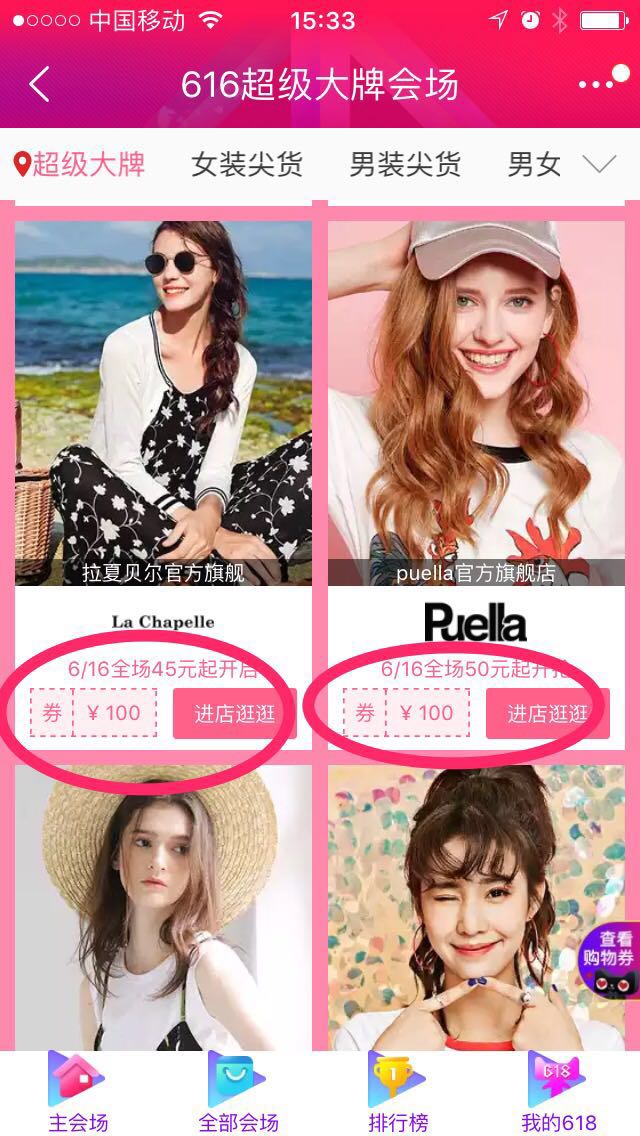 中国移动
15:33
616超级大牌会场
超级大牌 女装尖货 男装尖货 男女
拉夏贝尔官方旗舰
puella官方旗舰店
La Chapelle
Puella
6/16全场45元起开启
6/16全场50元起开抢
券 ¥ 100 进店逛逛
券 ¥ 100 进店逛逛
查看
购物券
618
主会场 全部会场 排行榜 我的618